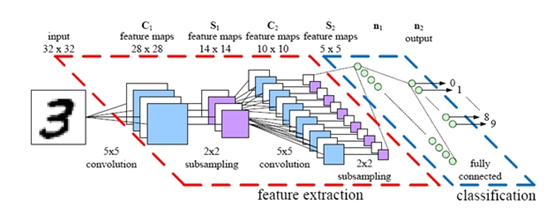 C1
S1
C2
S2
n1
n2
input
feature maps
feature maps
feature maps
feature maps
output
32 x 32
28 x 28
14 x 14
10 x 10
5 x 5
3
0
1
8
9
5x5
convolution
2x2
subsampling
5x5
convolution
2x2
subsampling
fully
connected
feature extraction
classification